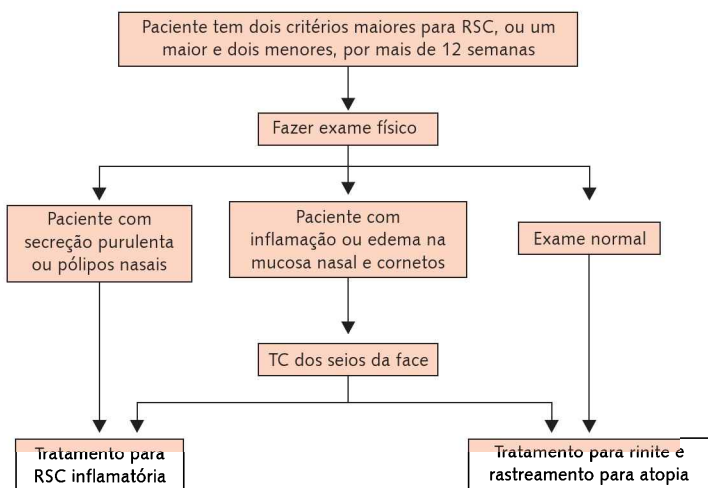 Paciente tem dois critérios maiores para RSC, ou um
maior e dois menores, por mais de 12 semanas
Fazer exame físico
Paciente com
secreção purulenta
ou pólipos nasais
Paciente com
inflamação ou edema na
mucosa nasal e cornetos
Exame normal
TC dos seios da face
Tratamento para
RSC inflamatória
Tratamento para rinite e
rastreamento para atopia